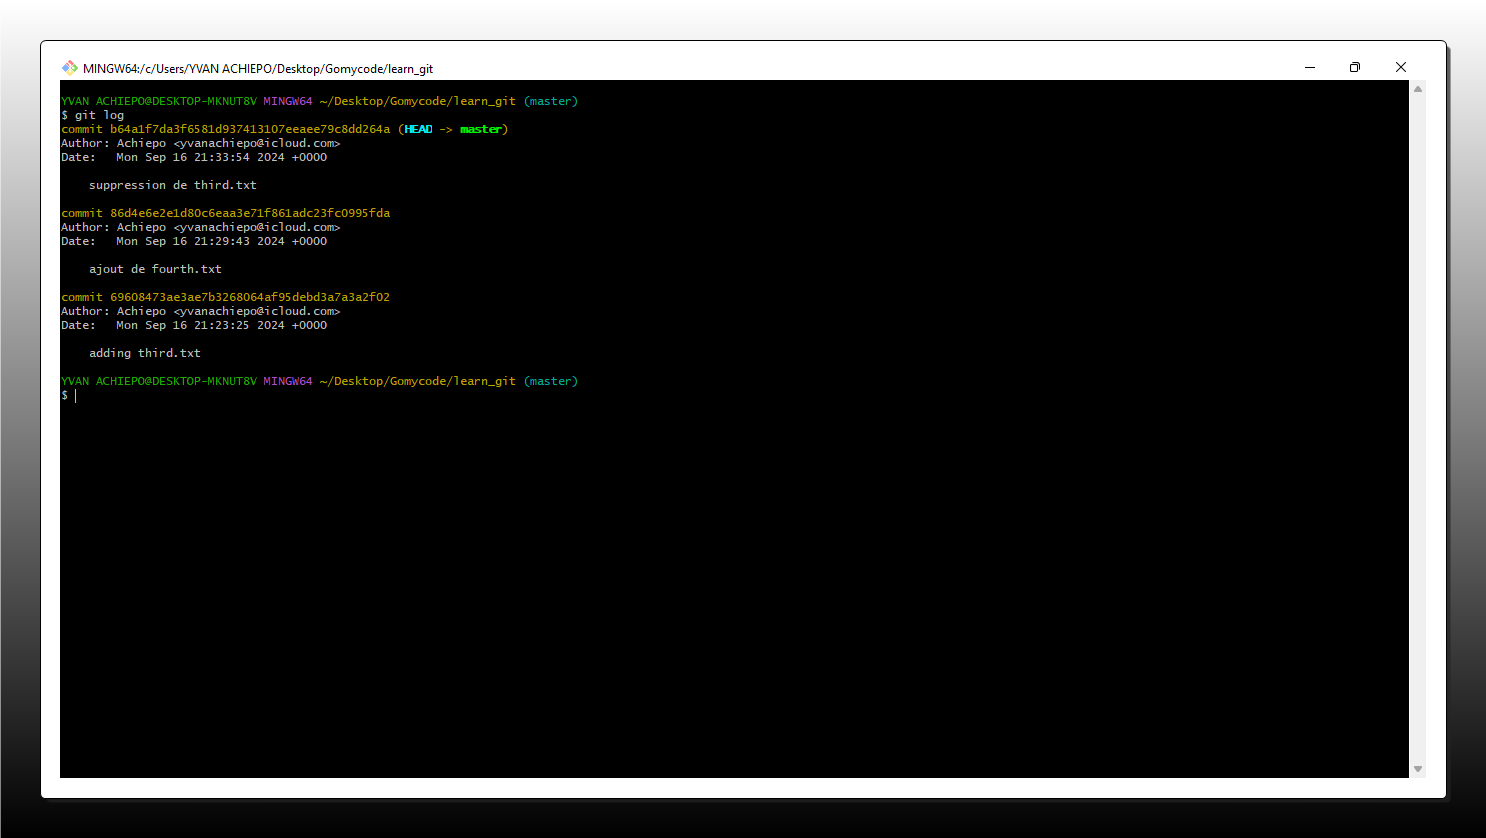 MINGW64:/c/Users/YVAN ACHIEPO/Desktop/Gomycode/learn_git
YVAN ACHIEPO@DESKTOP-MKNUT8V MINGW64 ~/Desktop/Gomycode/learn_git (master)
$ git log
commit b64a1f7da3f6581d937413107eeaee79c8dd264a (HEAD -> master)
Author: Achiepo <yvanachiepo@icloud.com>
Date:   Mon Sep 16 21:33:54 2024 +0000
    suppression de third.txt
commit 86d4e6e2e1d80c6eaa3e71f861adc23fc0995fda
Author: Achiepo <yvanachiepo@icloud.com>
Date:   Mon Sep 16 21:29:43 2024 +0000
    ajout de fourth.txt
commit 69608473ae3ae7b3268064af95debd3a7a3a2f02
Author: Achiepo <yvanachiepo@icloud.com>
Date:   Mon Sep 16 21:23:25 2024 +0000
    adding third.txt
YVAN ACHIEPO@DESKTOP-MKNUT8V MINGW64 ~/Desktop/Gomycode/learn_git (master)
$